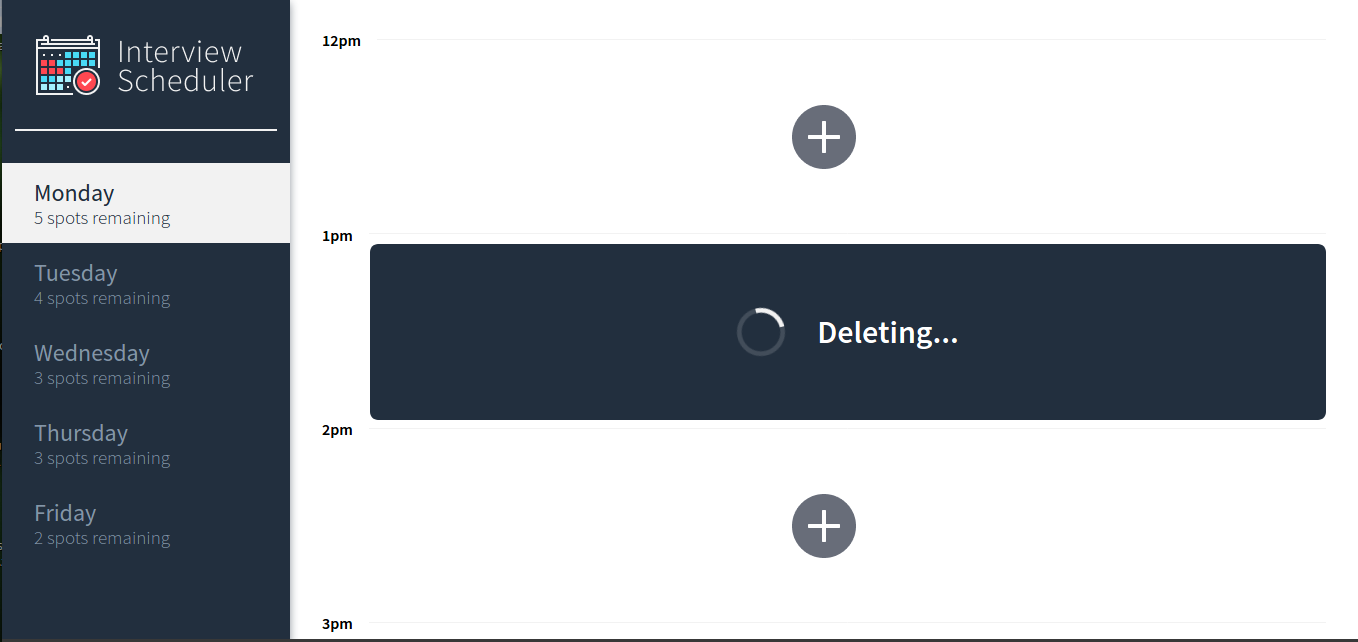 Interview
Scheduler
Monday
5 spots remaining
Tuesday
4 spots remaining
Wednesday
3 spots remaining
Thursday
3 spots remaining
Friday
2 spots remaining
12pm
1pm
Deleting...
2pm
3pm